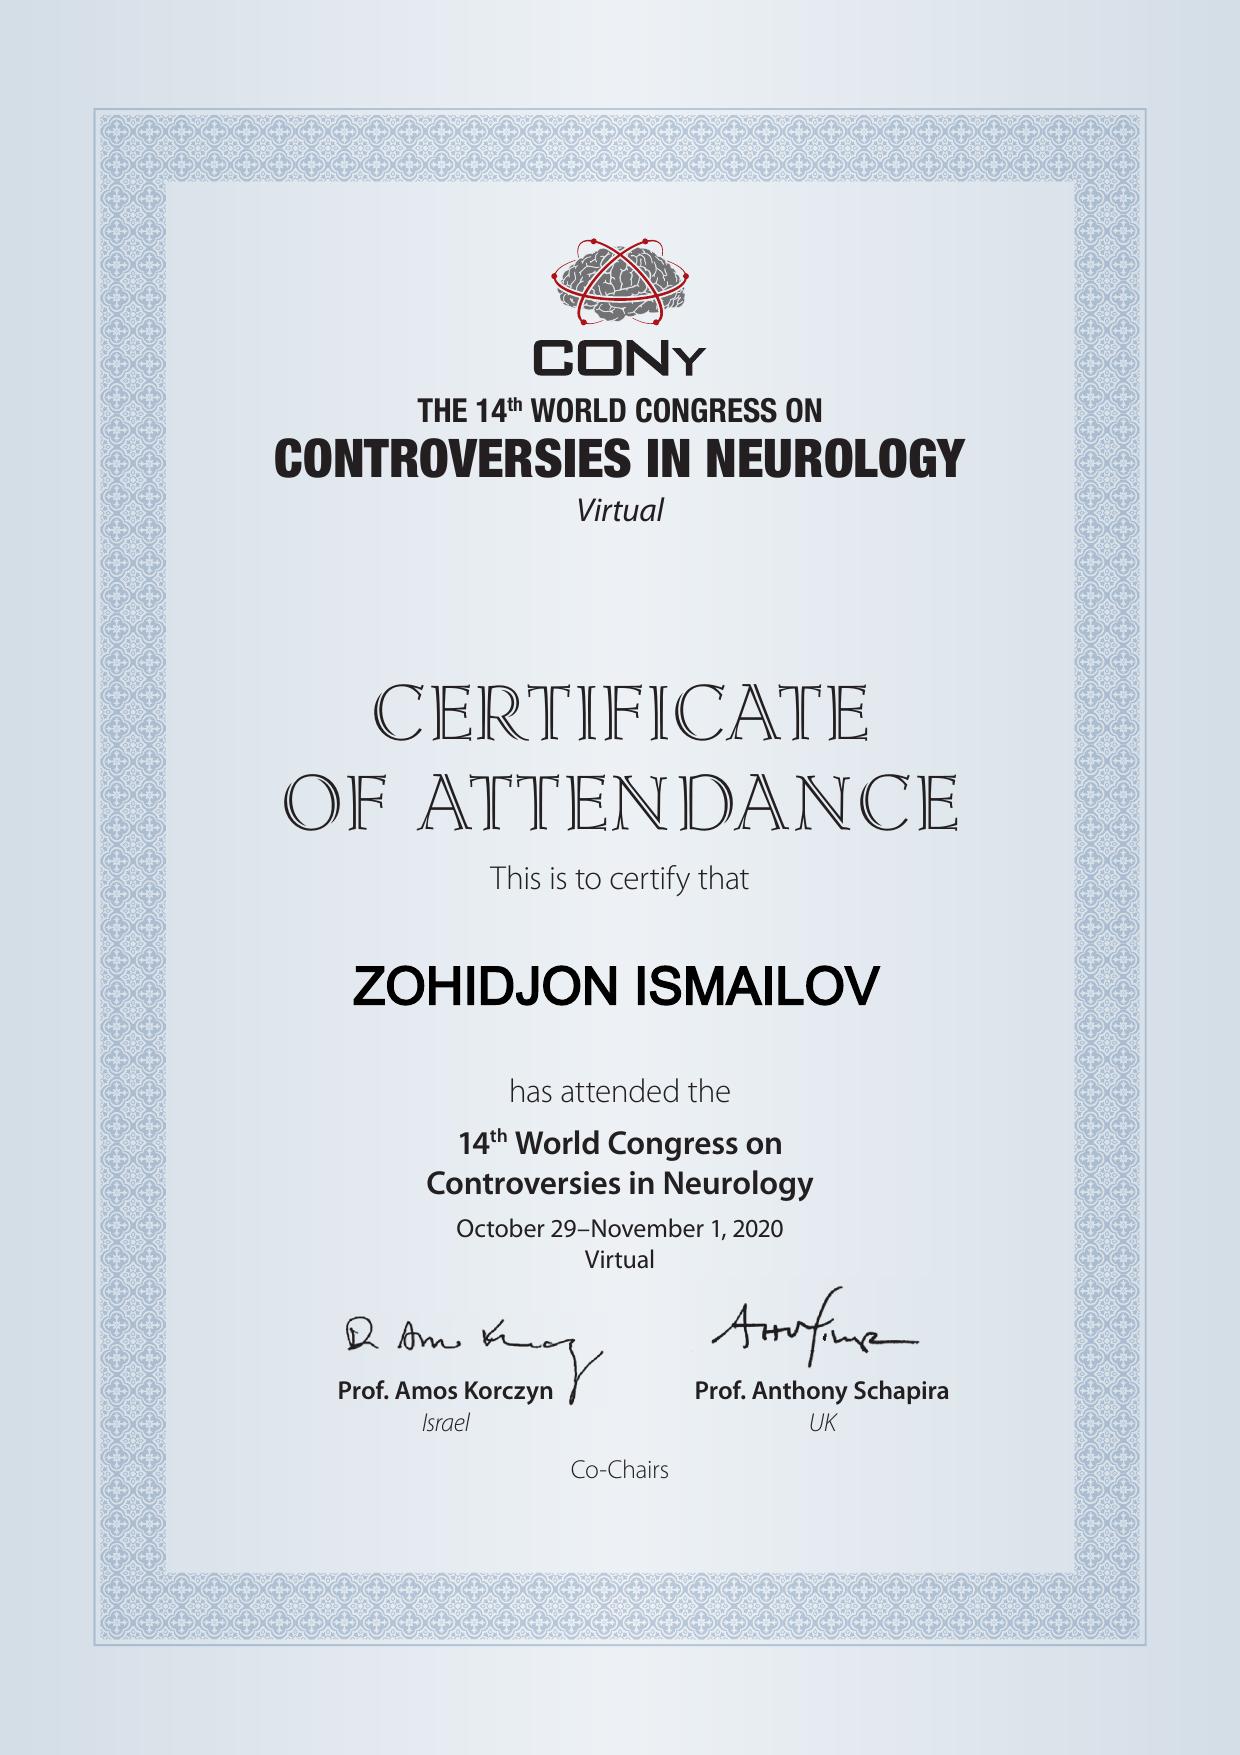 CONY
THE 14th WORLD CONGRESS ON
CONTROVERSIES IN NEUROLOGY
Virtual
CERTIFICATE
OF ATTENDANCE
This is to certify that
ZOHIDJON ISMAILOV
has attended the
14th World Congress on
Controversies in Neurology
October 29–November 1, 2020
Virtual
Prof. Amos Korczyn
Israel
Prof. Anthony Schapira
UK
Co-Chairs